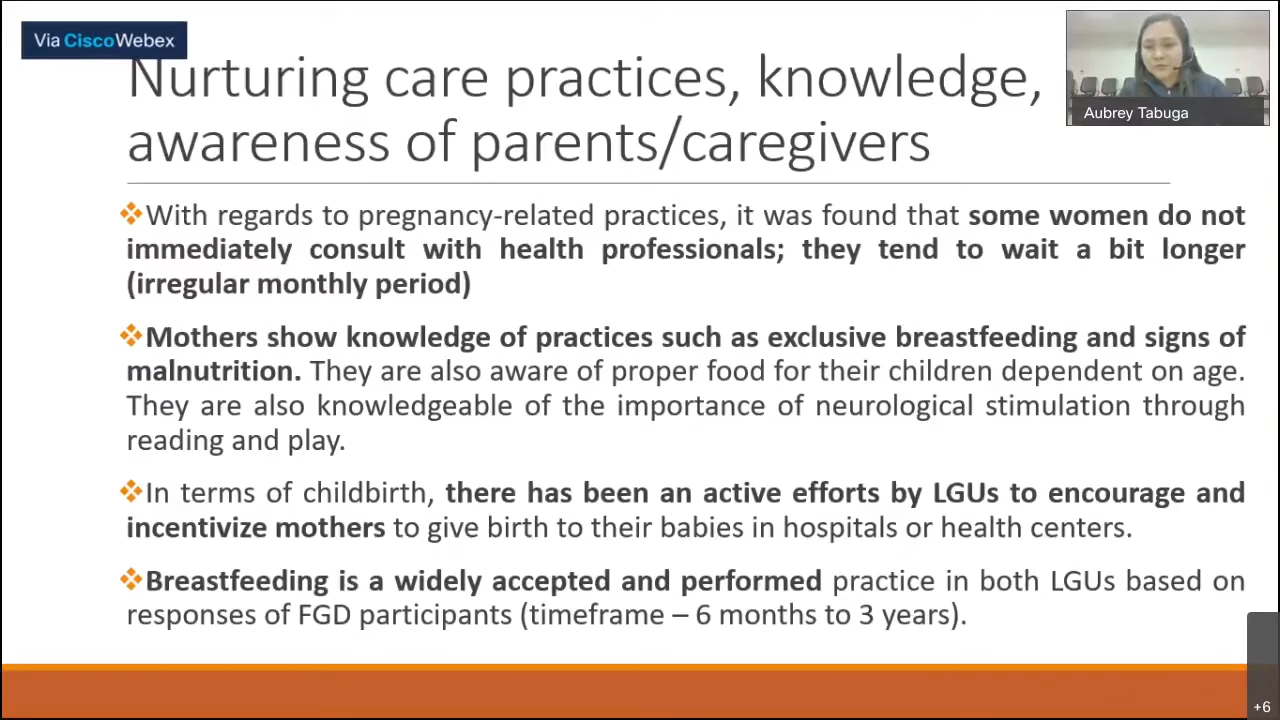 Via CiscoWebex
Nurturing care practices, knowledge,
awareness of parents/caregivers
Aubrey Tabuga
With regards to pregnancy-related practices, it was found that some women do not
immediately consult with health professionals; they tend to wait a bit longer
(irregular monthly period)
Mothers show knowledge of practices such as exclusive breastfeeding and signs of
malnutrition. They are also aware of proper food for their children dependent on age.
They are also knowledgeable of the importance of neurological stimulation through
reading and play.
In terms of childbirth, there has been an active efforts by LGUs to encourage and
incentivize mothers to give birth to their babies in hospitals or health centers.
Breastfeeding is a widely accepted and performed practice in both LGUs based on
responses of FGD participants (timeframe – 6 months to 3 years).
+6